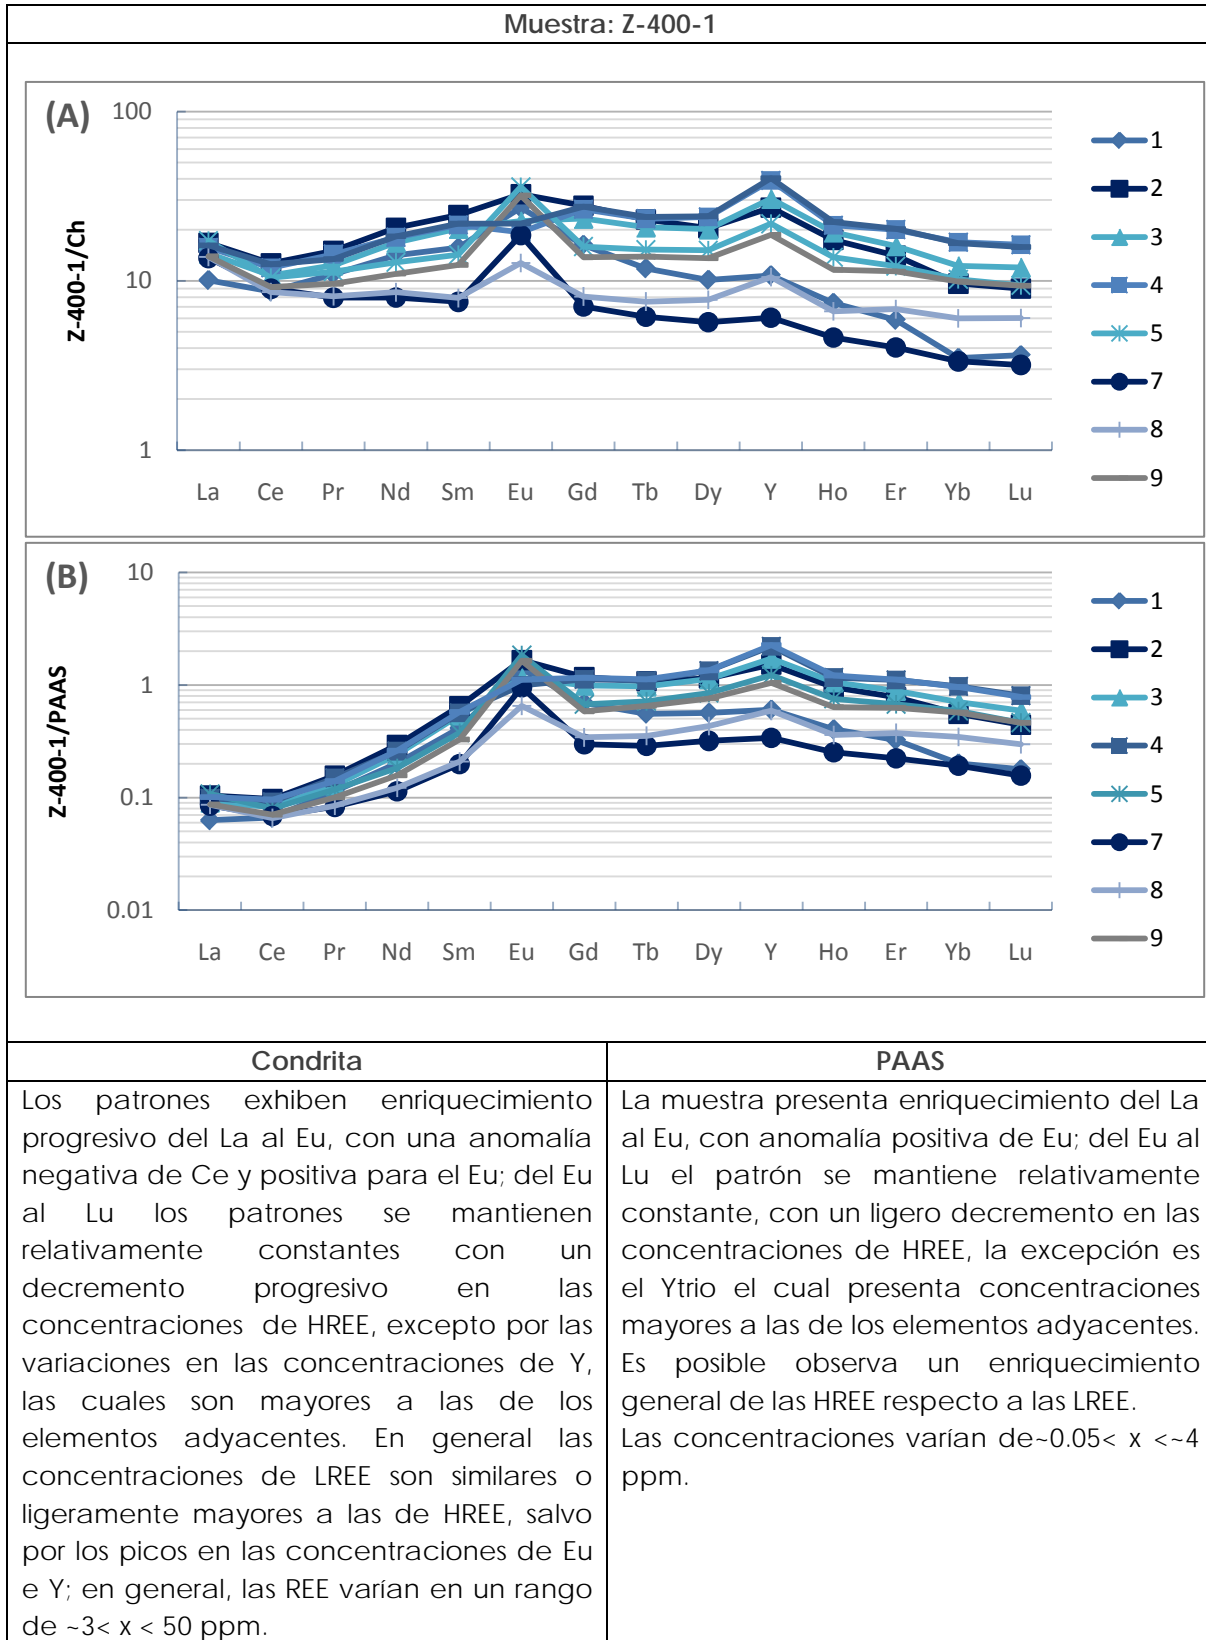 Muestra: Z-400-1
(A)
100
10
1
Z-400-1/Ch
La Ce Pr Nd Sm Eu Gd Tb Dy Y Ho Er Yb Lu
1
2
3
4
5
7
8
9
(B)
10
1
0.1
0.01
Z-400-1/PAAS
La Ce Pr Nd Sm Eu Gd Tb Dy Y Ho Er Yb Lu
1
2
3
4
5
7
8
9
Condrita
Los patrones exhiben enriquecimiento
progresivo del La al Eu, con una anomalía
negativa de Ce y positiva para el Eu; del Eu
al Lu los patrones se mantienen
relativamente constantes con un
decremento progresivo en las
concentraciones de HREE, excepto por las
variaciones en las concentraciones de Y,
las cuales son mayores a las de los
elementos adyacentes. En general las
concentraciones de LREE son similares o
ligeramente mayores a las de HREE, salvo
por los picos en las concentraciones de Eu
e Y; en general, las REE varían en un rango
de ~3< x < 50 ppm.
PAAS
La muestra presenta enriquecimiento del La
al Eu, con anomalía positiva de Eu; del Eu al
Lu el patrón se mantiene relativamente
constante, con un ligero decremento en las
concentraciones de HREE, la excepción es
el Ytrio el cual presenta concentraciones
mayores a las de los elementos adyacentes.
Es posible observa un enriquecimiento
general de las HREE respecto a las LREE.
Las concentraciones varían de~0.05< x <~4
ppm.